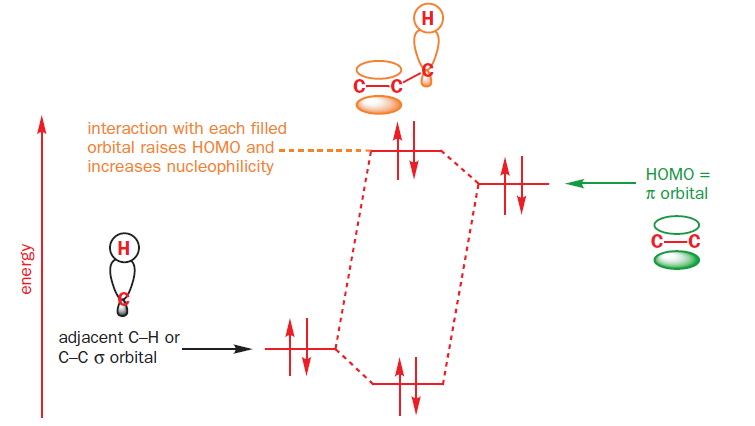 H
C—C
C
interaction with each filled
orbital raises HOMO and
increases nucleophilicity
HOMO =
π orbital
C—C
energy
H
C
adjacent C–H or
C–C σ orbital